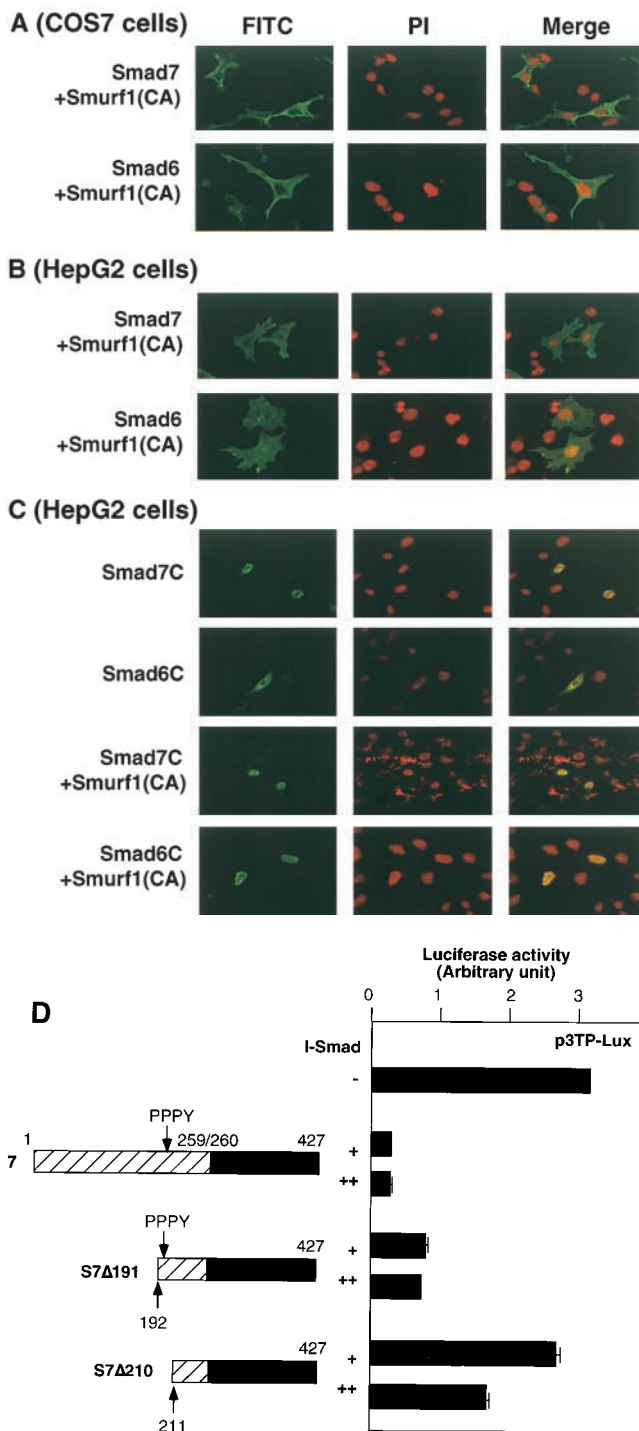 A (COS7 cells)
FITC
PI
Merge
Smad7
+Smurf1(CA)
Smad6
+Smurf1(CA)
B (HepG2 cells)
Smad7
+Smurf1(CA)
Smad6
+Smurf1(CA)
C (HepG2 cells)
Smad7C
Smad6C
Smad7C
+Smurf1(CA)
Smad6C
+Smurf1(CA)
D
Luciferase activity
(Arbitrary unit)
0 1 2 3
I-Smad
p3TP-Lux
-
PPPY
1 259/260 427
7
+
++
PPPY
427
S7Δ191
+
++
192
427
S7Δ210
+
++
211